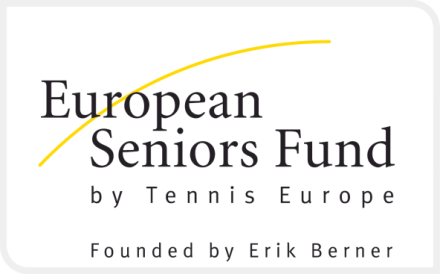 European
Seniors Fund
by Tennis Europe
Founded by Erik Berner